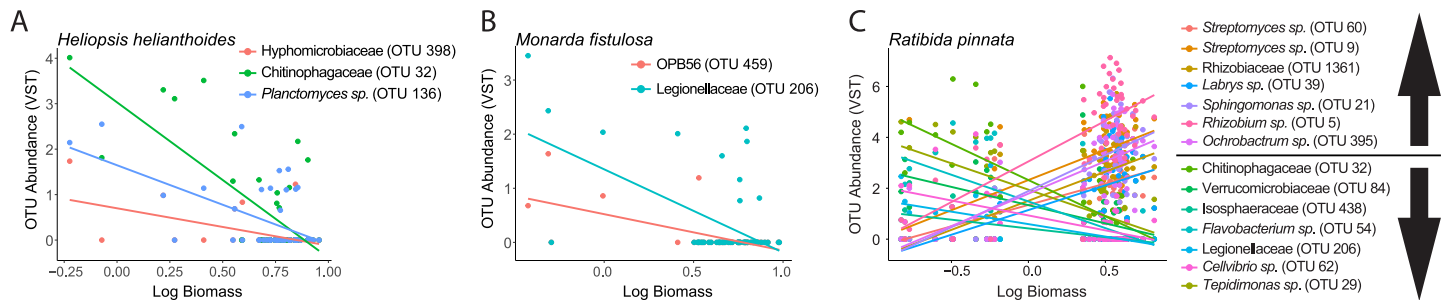 A
Heliopsis helianthoides
Hyphomicrobiaceae (OTU 398)
Chitinophagaceae (OTU 32)
Planctomyces sp. (OTU 136)
OTU Abundance (VST)
4
3
2
1
0
−0.25
0.00
0.25
0.50
0.75
1.00
Log Biomass
B
Monarda fistulosa
OPB56 (OTU 459)
Legionellaceae (OTU 206)
OTU Abundance (VST)
3
2
1
0
0.0
0.5
1.0
Log Biomass
C
Ratibida pinnata
OTU Abundance (VST)
6
4
2
0
−0.5
0.0
0.5
Log Biomass
Streptomyces sp. (OTU 60)
Streptomyces sp. (OTU 9)
Rhizobiaceae (OTU 1361)
Labrys sp. (OTU 39)
Sphingomonas sp. (OTU 21)
Rhizobium sp. (OTU 5)
Ochrobactrum sp. (OTU 395)
Chitinophagaceae (OTU 32)
Verrucomicrobiaceae (OTU 84)
Isosphaeraceae (OTU 438)
Flavobacterium sp. (OTU 54)
Legionellaceae (OTU 206)
Cellvibrio sp. (OTU 62)
Tepidimonas sp. (OTU 29)